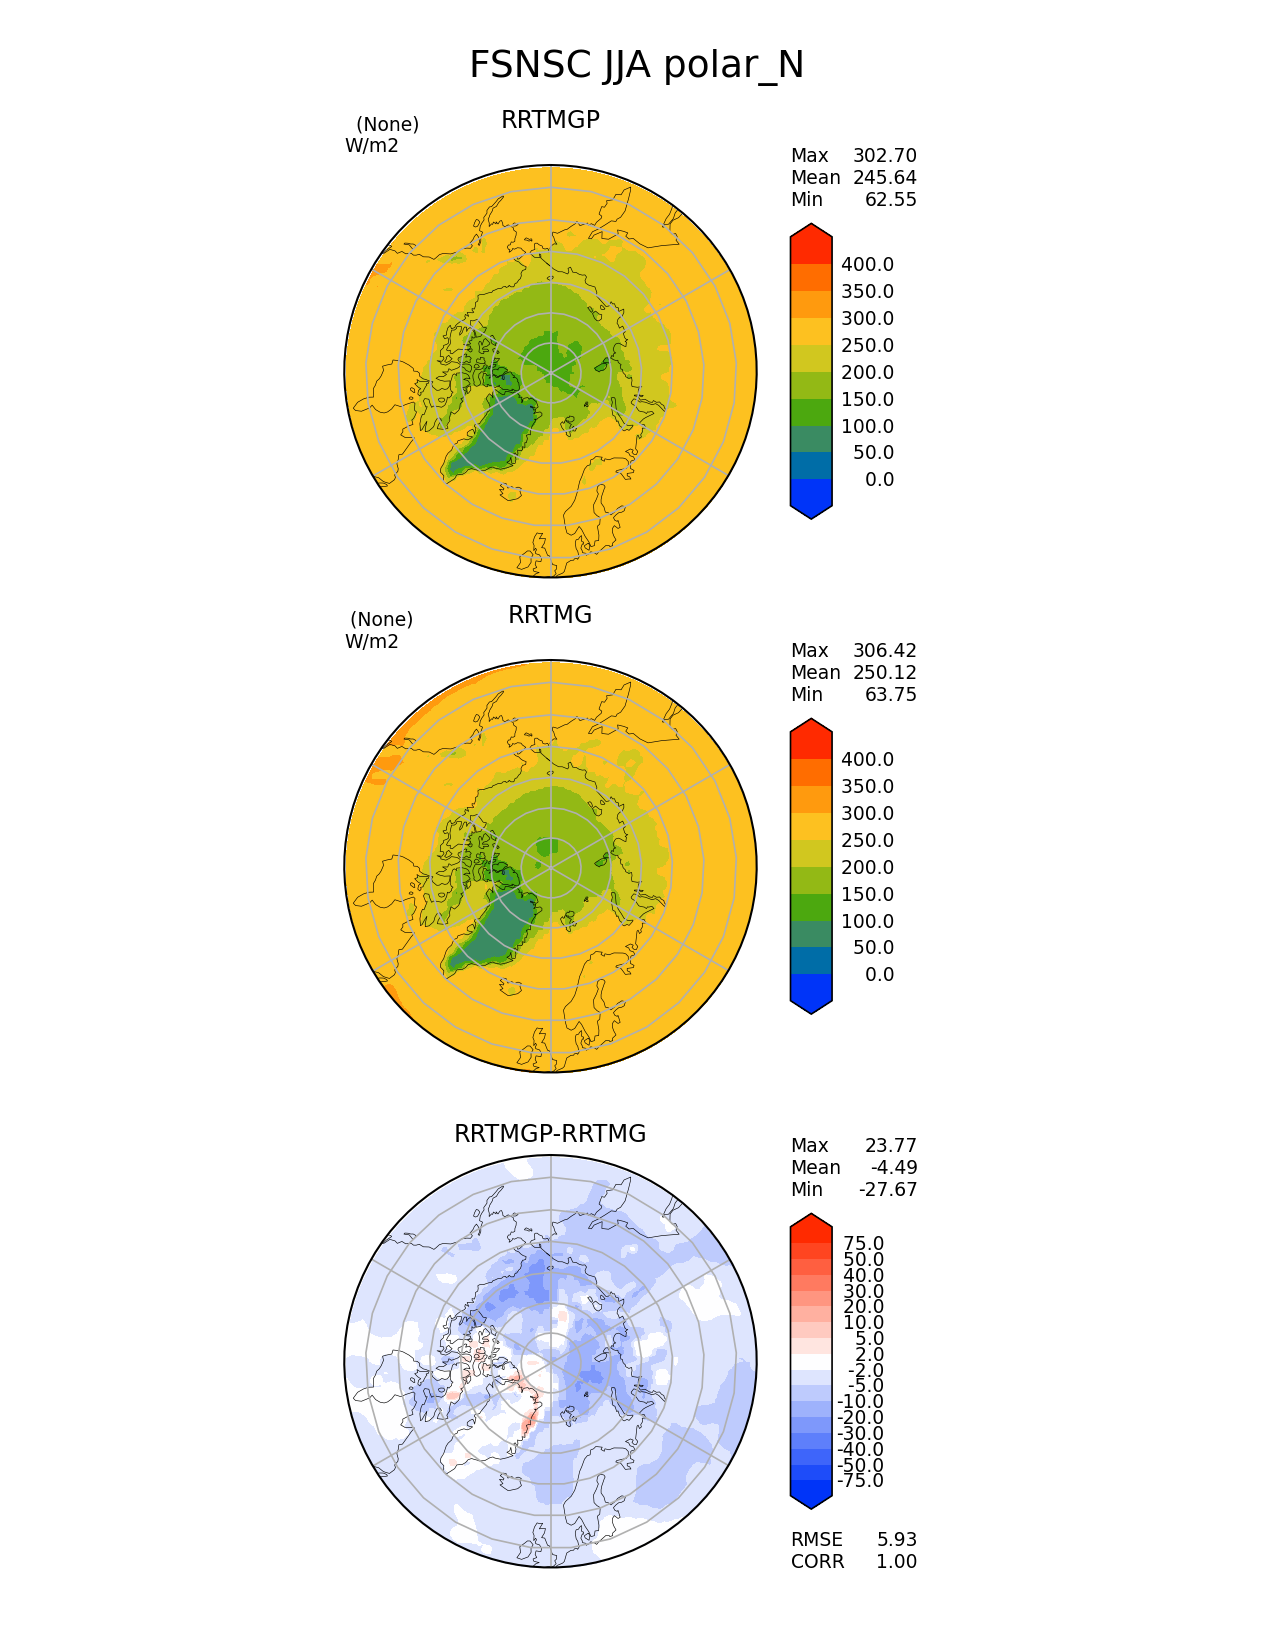 FSNSC JJA polar_N
RRTMGP
(None)
W/m2
Max 302.70
Mean 245.64
Min 62.55
400.0
350.0
300.0
250.0
200.0
150.0
100.0
50.0
0.0
RRTMG
(None)
W/m2
Max 306.42
Mean 250.12
Min 63.75
400.0
350.0
300.0
250.0
200.0
150.0
100.0
50.0
0.0
RRTMGP-RRTMG
Max 23.77
Mean -4.49
Min -27.67
75.0
50.0
40.0
30.0
20.0
10.0
5.0
2.0
-2.0
-5.0
-10.0
-20.0
-30.0
-40.0
-50.0
-75.0
RMSE 5.93
CORR 1.00